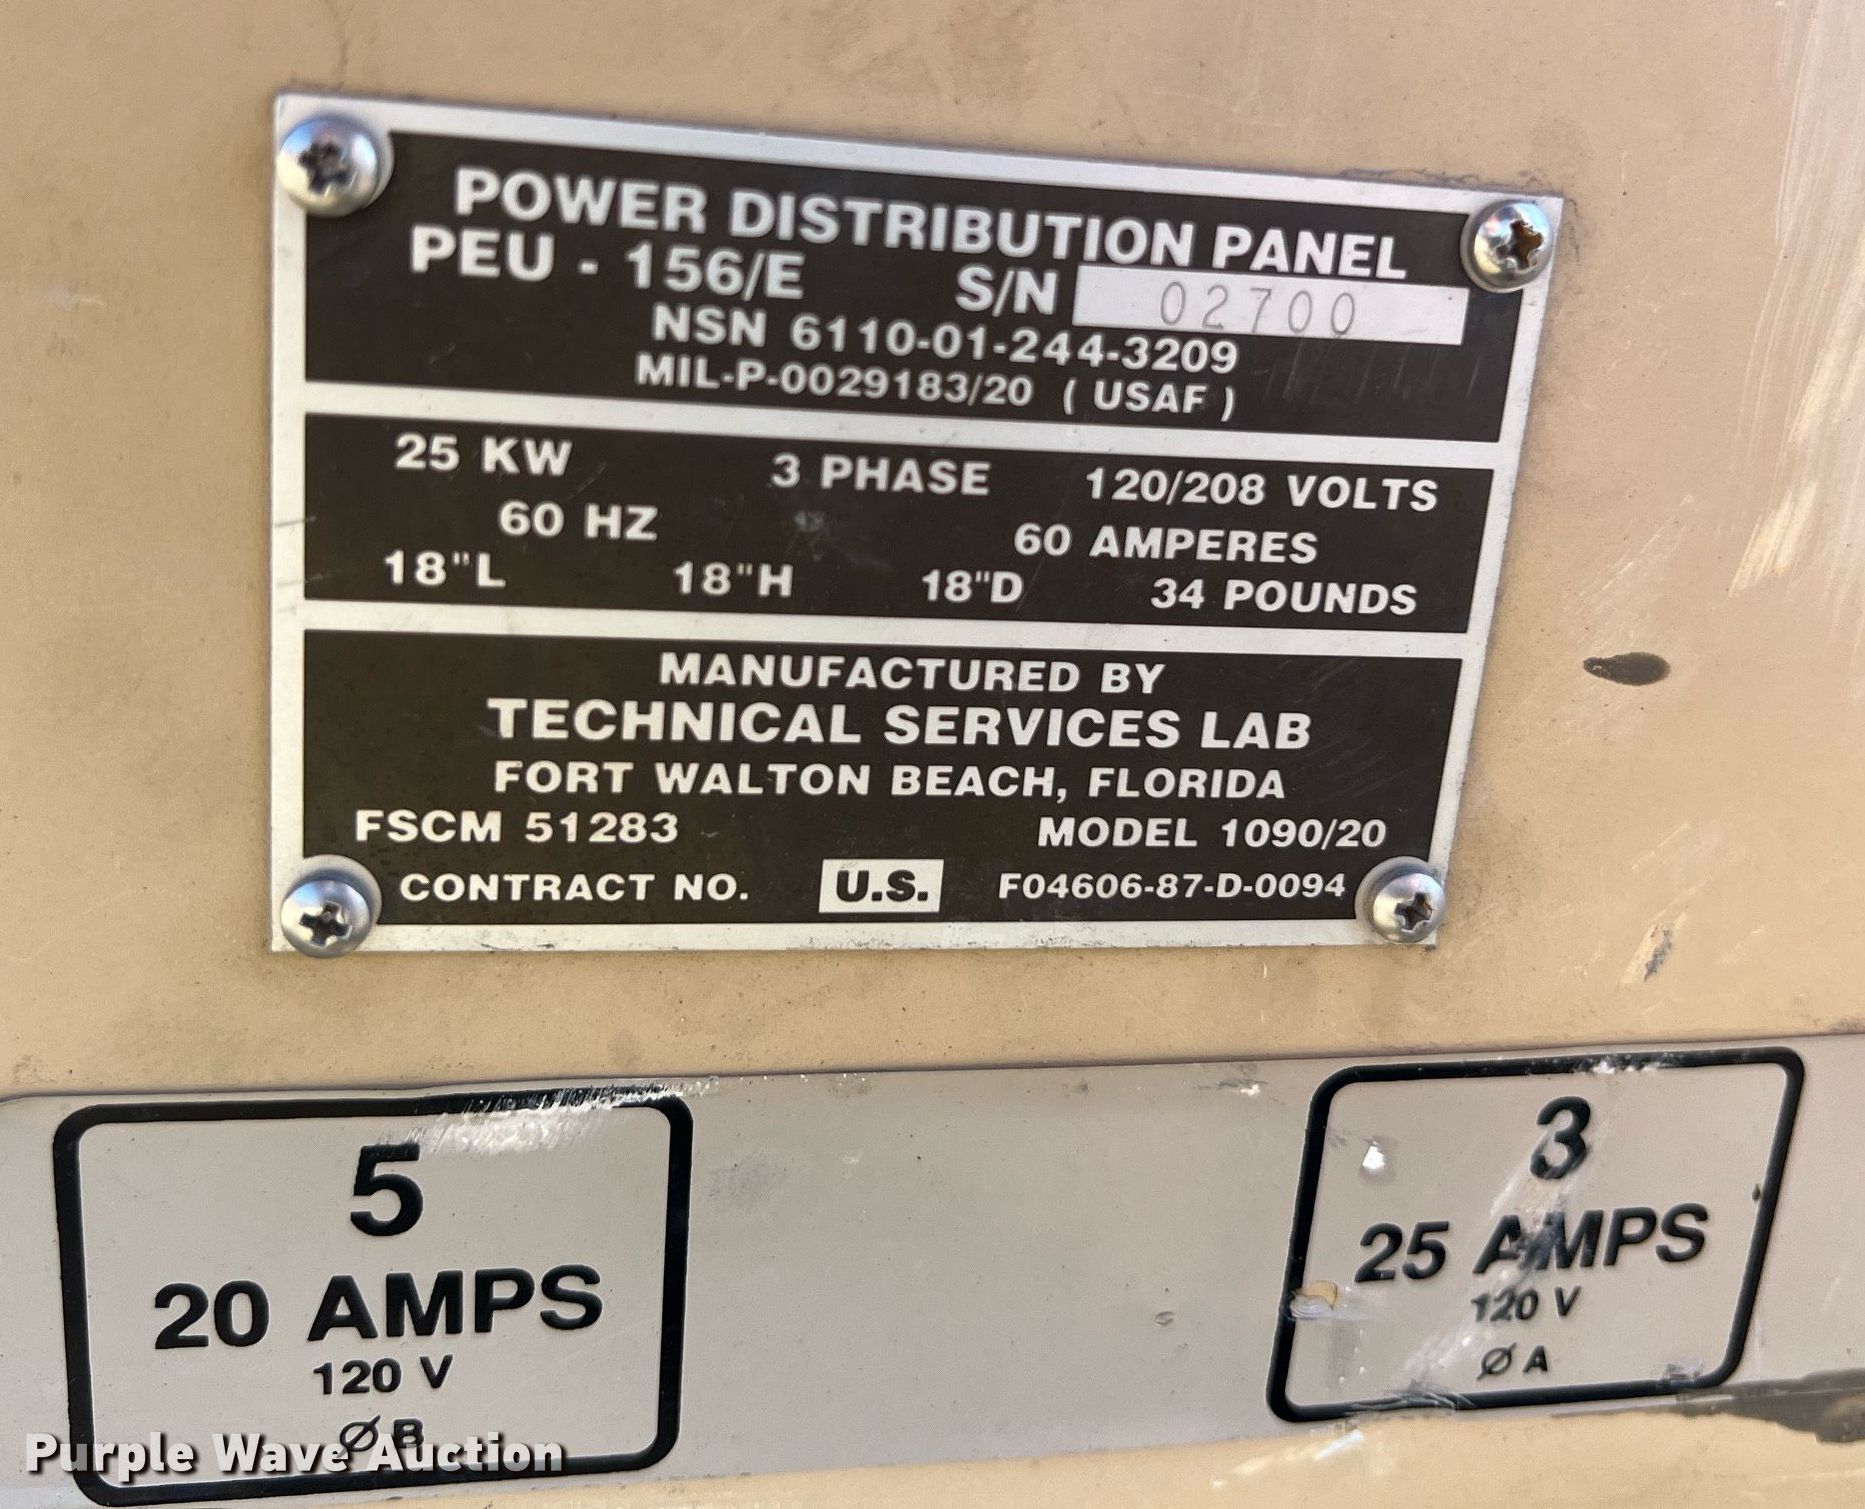 POWER DISTRIBUTION PANEL
PEU - 156/E S/N 02700
NSN 6110-01-244-3209
MIL-P-0029183/20 ( USAF )
25 KW 3 PHASE 120/208 VOLTS
60 HZ 60 AMPERES
18"L 18"H 18"D 34 POUNDS
MANUFACTURED BY
TECHNICAL SERVICES LAB
FORT WALTON BEACH, FLORIDA
FSCM 51283 MODEL 1090/20
CONTRACT NO. U.S. F04606-87-D-0094
5
20 AMPS
120 V
Ø B
3
25 AMPS
120 V
Ø A
Purple Wave Auction